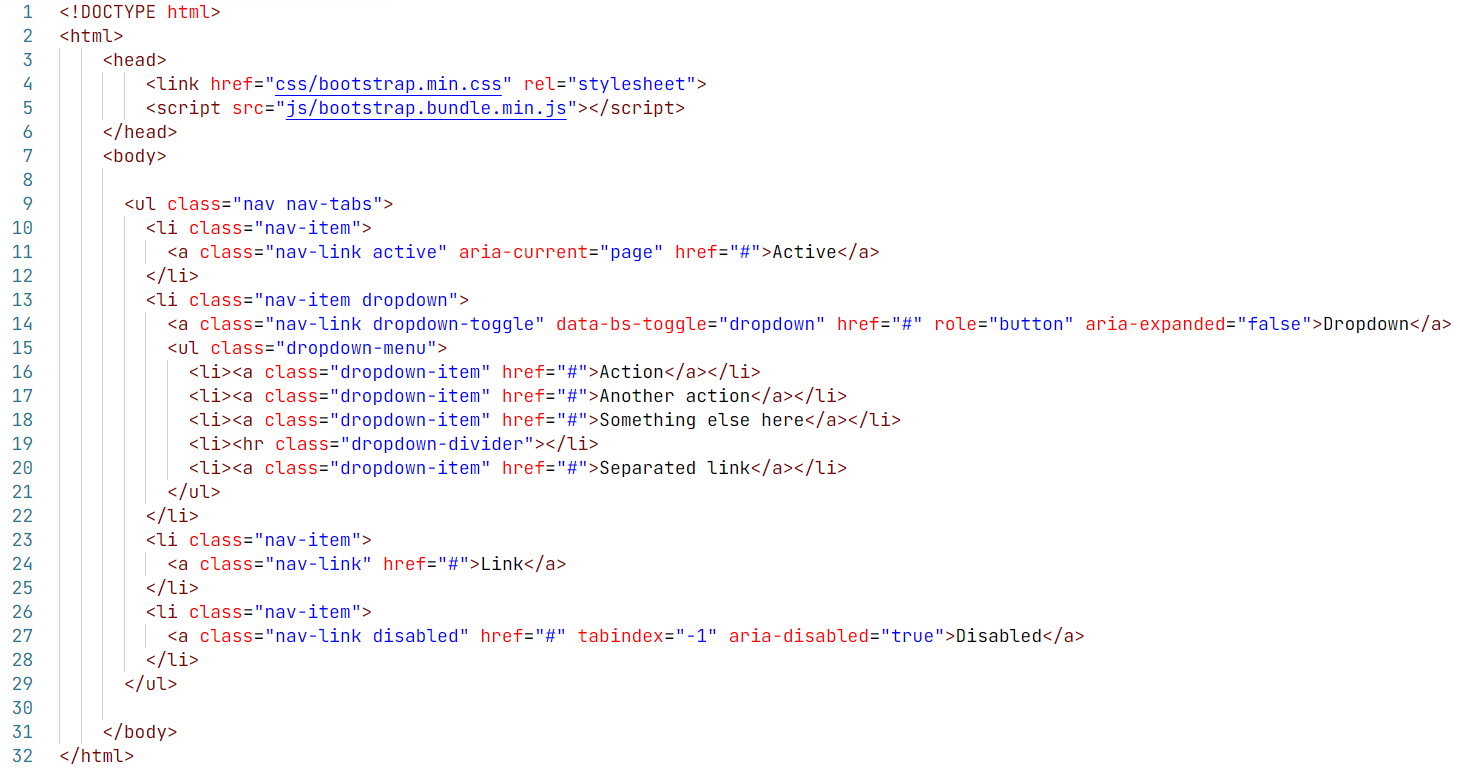 1 <!DOCTYPE html>
2 <html>
3     <head>
4         <link href="css/bootstrap.min.css" rel="stylesheet">
5         <script src="js/bootstrap.bundle.min.js"></script>
6     </head>
7     <body>
8
9       <ul class="nav nav-tabs">
10         <li class="nav-item">
11           <a class="nav-link active" aria-current="page" href="#">Active</a>
12         </li>
13         <li class="nav-item dropdown">
14           <a class="nav-link dropdown-toggle" data-bs-toggle="dropdown" href="#" role="button" aria-expanded="false">Dropdown</a>
15           <ul class="dropdown-menu">
16             <li><a class="dropdown-item" href="#">Action</a></li>
17             <li><a class="dropdown-item" href="#">Another action</a></li>
18             <li><a class="dropdown-item" href="#">Something else here</a></li>
19             <li><hr class="dropdown-divider"></li>
20             <li><a class="dropdown-item" href="#">Separated link</a></li>
21           </ul>
22         </li>
23         <li class="nav-item">
24           <a class="nav-link" href="#">Link</a>
25         </li>
26         <li class="nav-item">
27           <a class="nav-link disabled" href="#" tabindex="-1" aria-disabled="true">Disabled</a>
28         </li>
29       </ul>
30
31     </body>
32 </html>